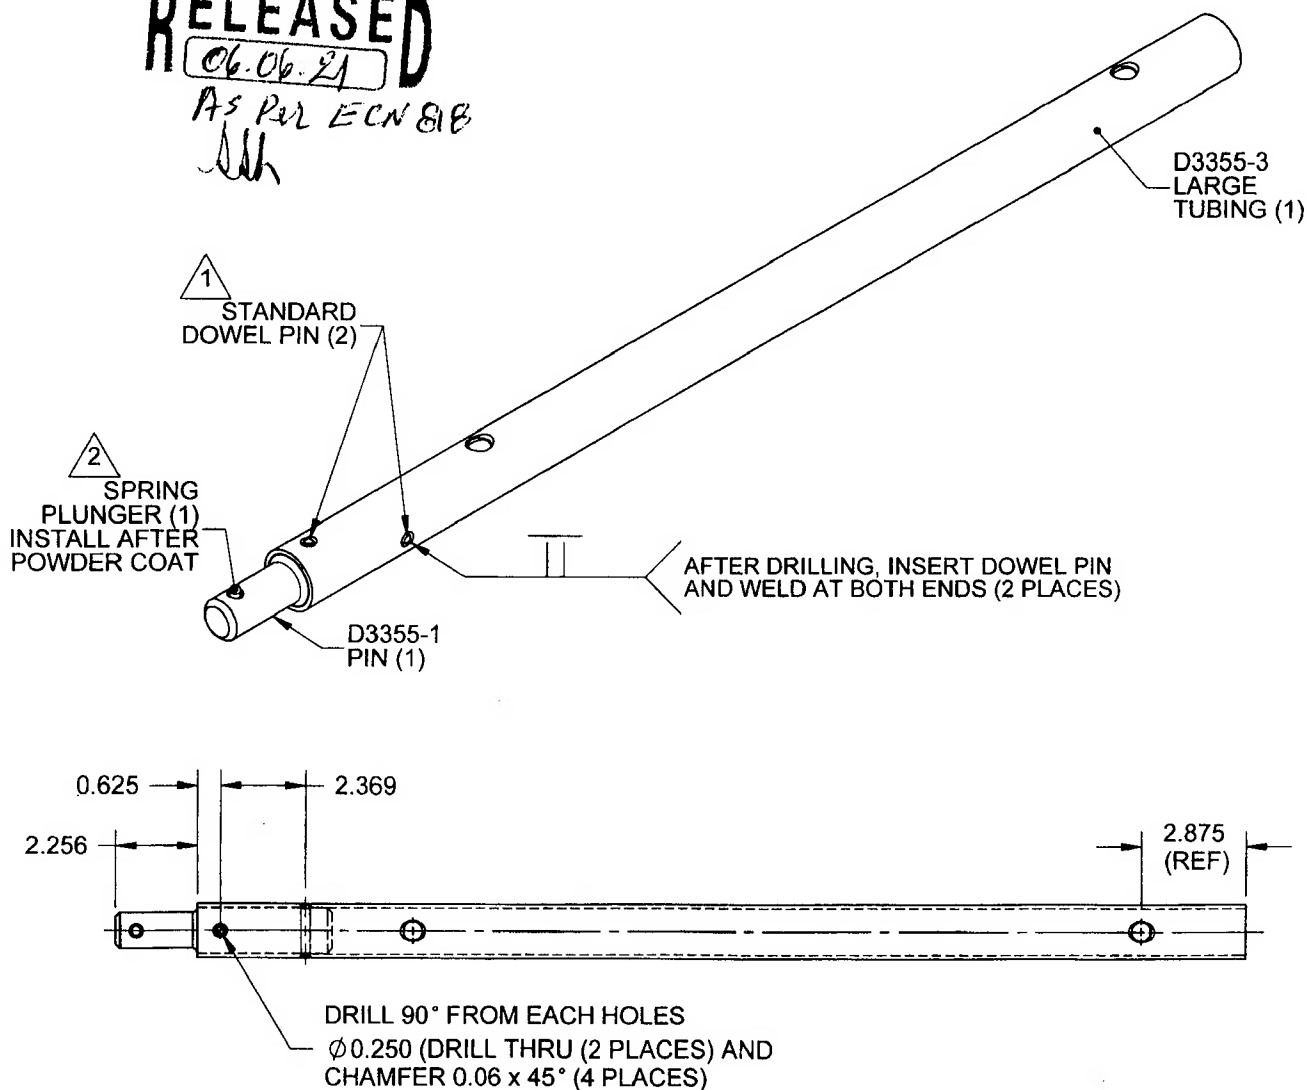 RELEASED
06.06.21
As Per ECN 818
D3355-3
LARGE
TUBING (1)
1
STANDARD
DOWEL PIN (2)
2
SPRING
PLUNGER (1)
INSTALL AFTER
POWDER COAT
AFTER DRILLING, INSERT DOWEL PIN
AND WELD AT BOTH ENDS (2 PLACES)
D3355-1
PIN (1)
0.625
2.369
2.256
2.875
(REF)
DRILL 90° FROM EACH HOLES
Ø0.250 (DRILL THRU (2 PLACES) AND
CHAMFER 0.06 x 45° (4 PLACES)